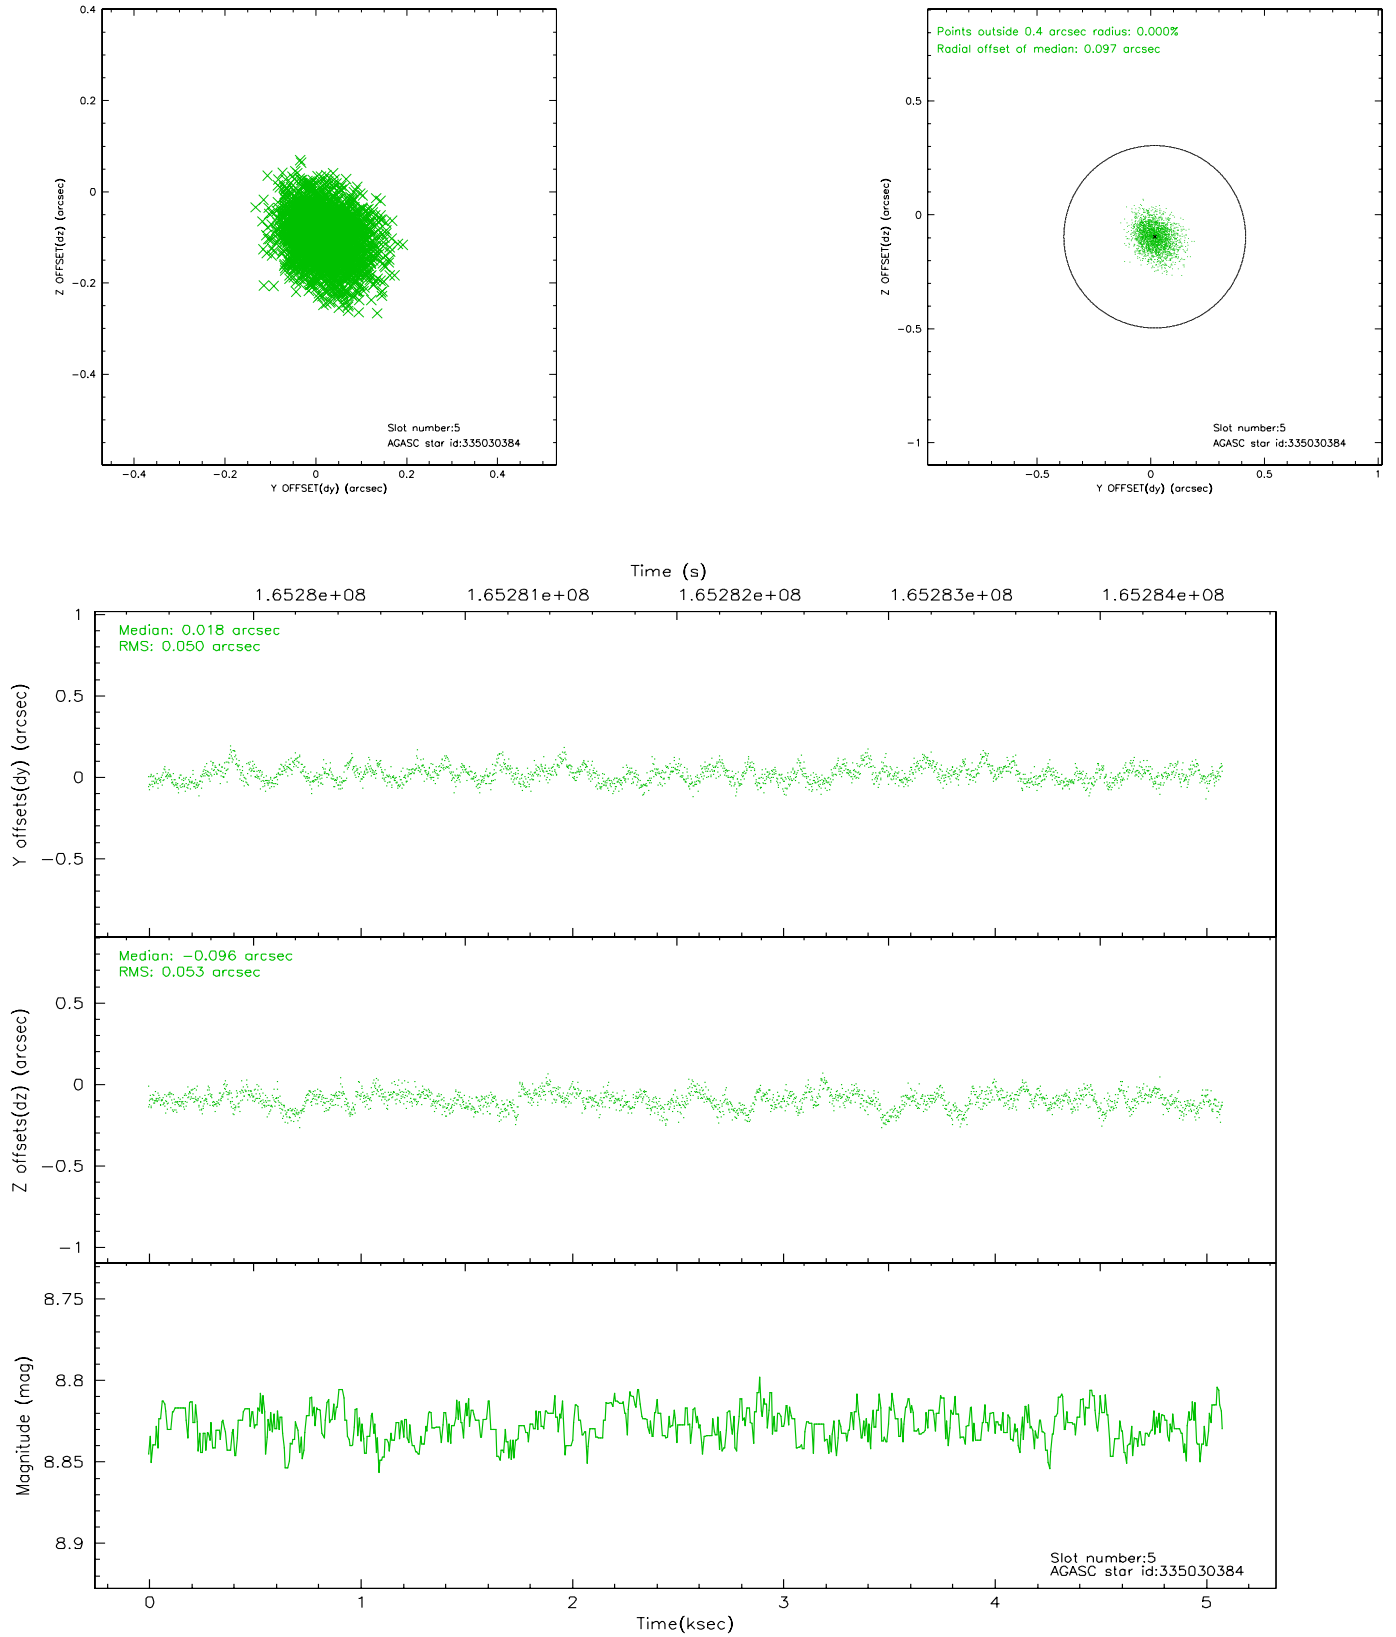 0.4
0.2
0
−0.2
−0.4
Z OFFSET(dz) (arcsec)
Slot number:5
AGASC star id:335030384
−0.4 −0.2 0 0.2 0.4
Y OFFSET(dy) (arcsec)
Points outside 0.4 arcsec radius: 0.000%
Radial offset of median: 0.097 arcsec
0.5
0
−0.5
−1
Z OFFSET(dz) (arcsec)
Slot number:5
AGASC star id:335030384
−0.5 0 0.5 1
Y OFFSET(dy) (arcsec)
Time (s)
1.6528e+08 1.65281e+08 1.65282e+08 1.65283e+08 1.65284e+08
Median: 0.018 arcsec
RMS: 0.050 arcsec
1
0.5
0
−0.5
Y offsets(dy) (arcsec)
Median: −0.096 arcsec
RMS: 0.053 arcsec
0.5
0
−0.5
−1
Z offsets(dz) (arcsec)
8.75
8.8
8.85
8.9
Magnitude (mag)
Slot number:5
AGASC star id:335030384
0 1 2 3 4 5
Time(ksec)